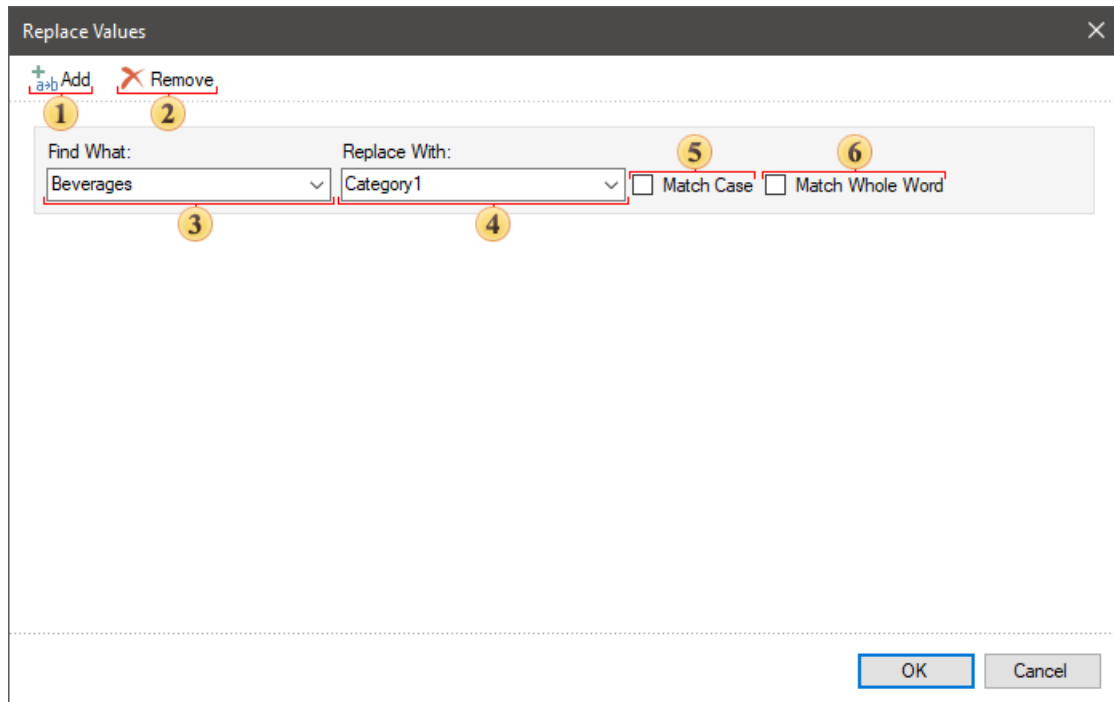 Replace Values
a b Add Remove
1 2
Find What: Replace With: 5 6
Beverages Category1 Match Case Match Whole Word
3 4
OK Cancel